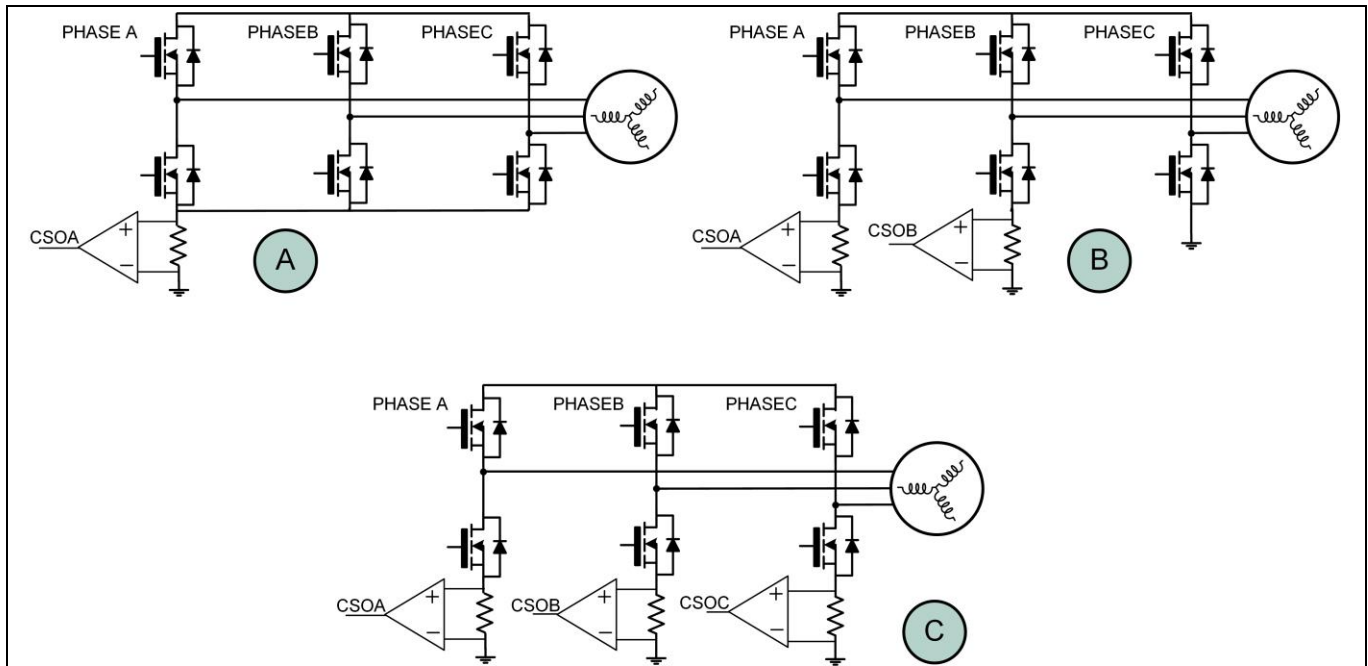 PHASE A
PHASEB
PHASEC
+
−
CSOA
A
PHASE A
PHASEB
PHASEC
+
−
CSOA
+
−
CSOB
B
PHASE A
PHASEB
PHASEC
+
−
CSOA
+
−
CSOB
+
−
CSOC
C